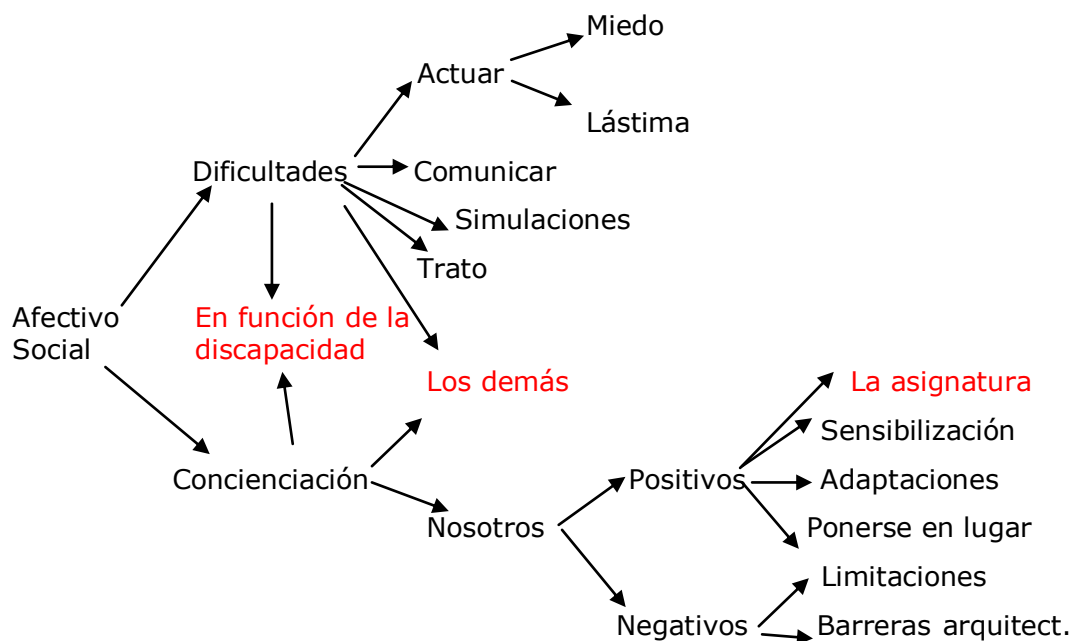 Miedo
Actuar
Lástima
Dificultades
Comunicar
Simulaciones
Trato
Afectivo
Social
En función de la
discapacidad
Los demás
La asignatura
Sensibilización
Concienciación
Positivos
Adaptaciones
Nosotros
Ponerse en lugar
Limitaciones
Negativos
Barreras arquitect.